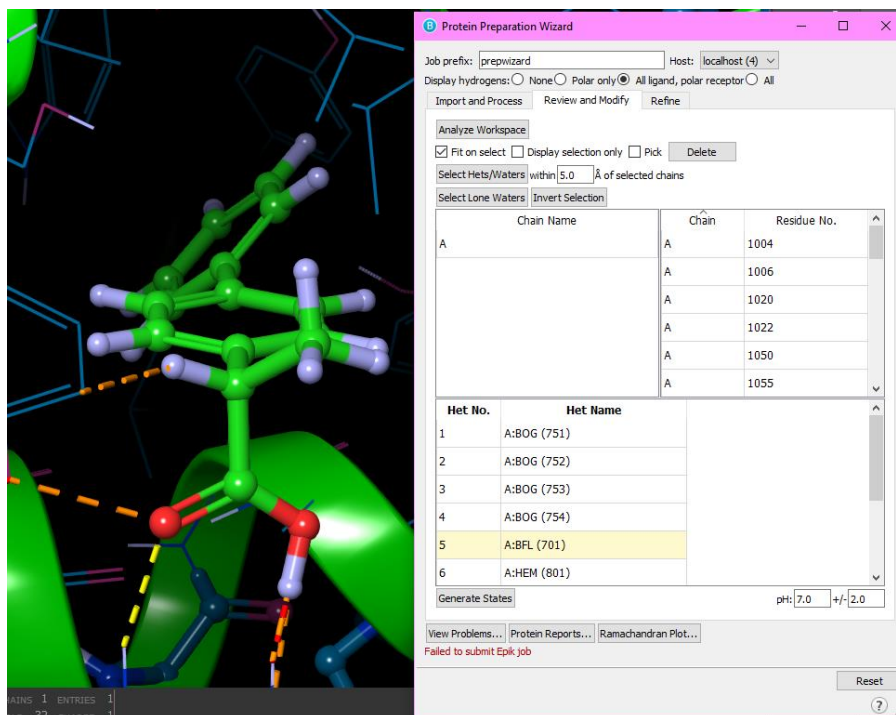 Protein Preparation Wizard
Job prefix: prepwizard Host: localhost (4)
Display hydrogens: None Polar only All ligand, polar receptor All
Import and Process Review and Modify Refine
Analyze Workspace
Fit on select Display selection only Pick Delete
Select Hets/Waters within 5.0 Å of selected chains
Select Lone Waters Invert Selection
Chain Name Chain Residue No.
A A 1004
A 1006
A 1020
A 1022
A 1050
A 1055
Het No. Het Name
1 A:BOG (751)
2 A:BOG (752)
3 A:BOG (753)
4 A:BOG (754)
5 A:BFL (701)
6 A:HEM (801)
Generate States pH: 7.0 +/- 2.0
View Problems... Protein Reports... Ramachandran Plot...
Failed to submit Epik job
Reset
?
1 ENTRIES 1